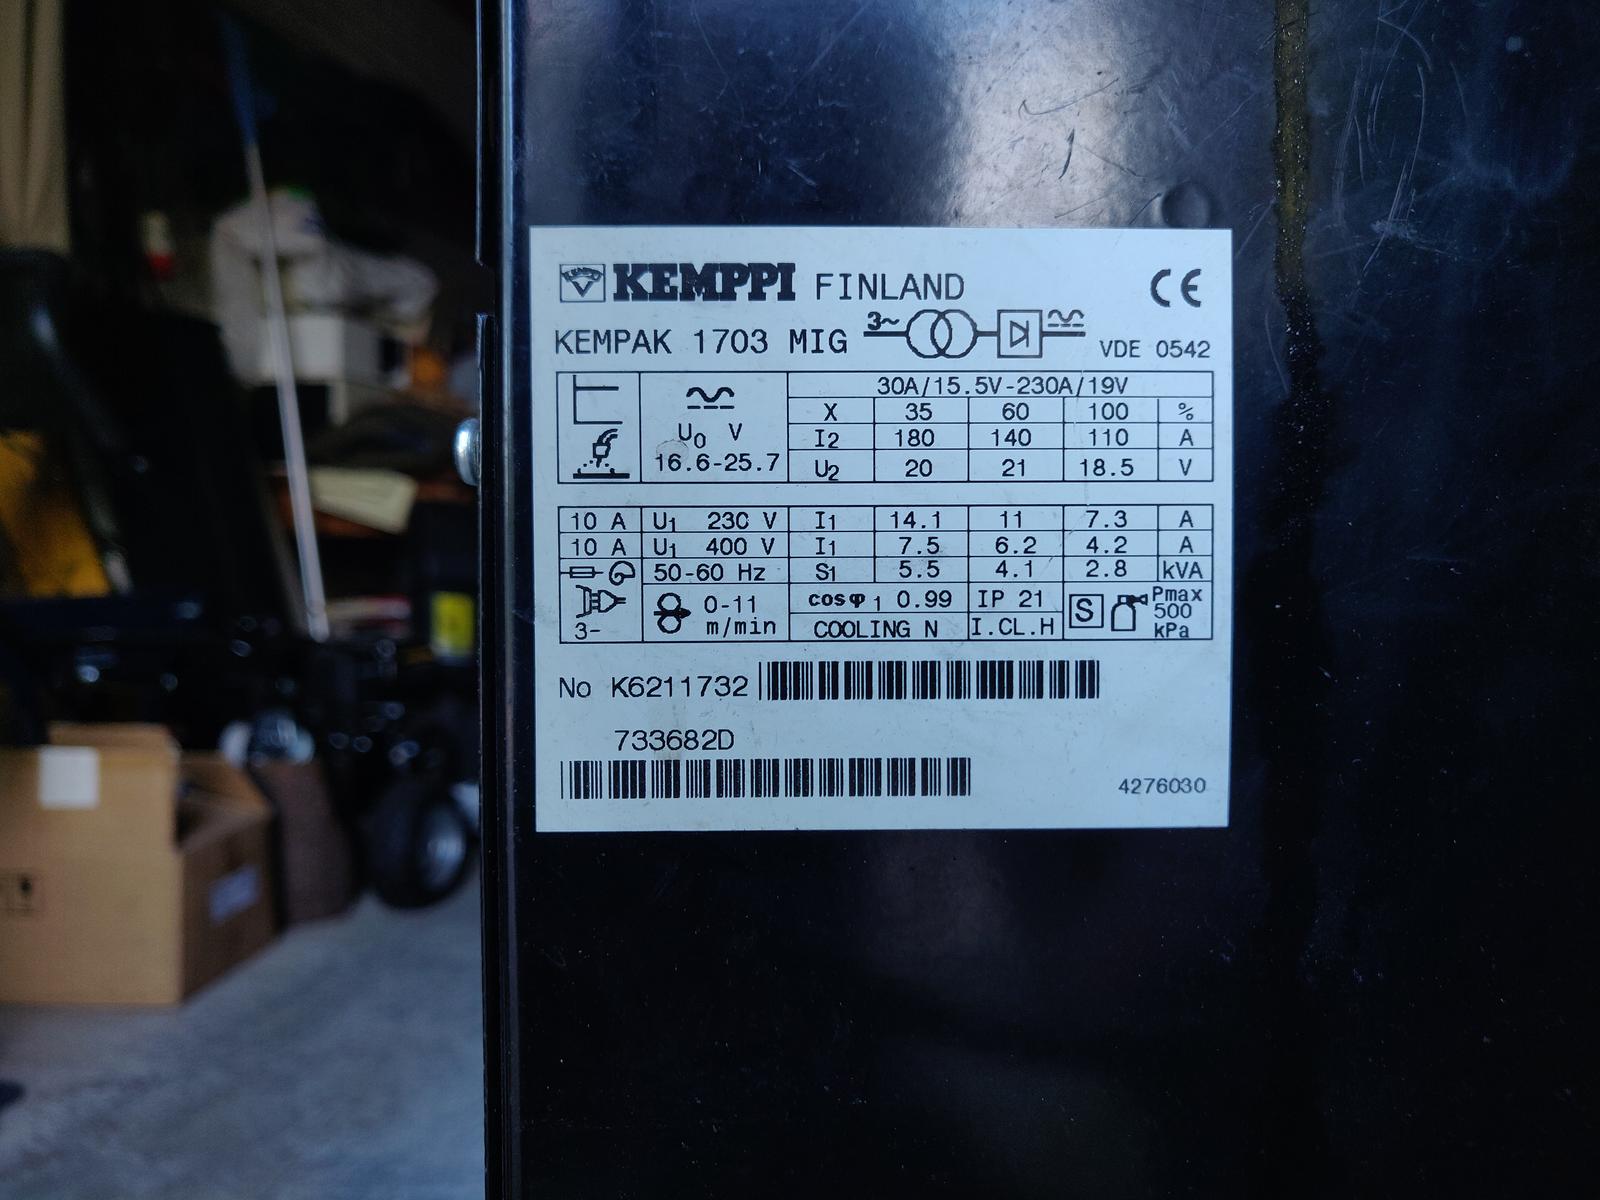 KEMPPI FINLAND CE
KEMPAK 1703 MIG 3~ VDE 0542
30A/15.5V-230A/19V
X 35 60 100 %
U0 V
I2 180 140 110 A
16.6-25.7
U2 20 21 18.5 V
10 A U1 230 V I1 14.1 11 7.3 A
10 A U1 400 V I1 7.5 6.2 4.2 A
50-60 Hz S1 5.5 4.1 2.8 kVA
3~ 0-11 m/min cosφ1 0.99 IP 21 S Pmax 500 kPa
COOLING N I.CL.H
No K6211732
733682D
4276030